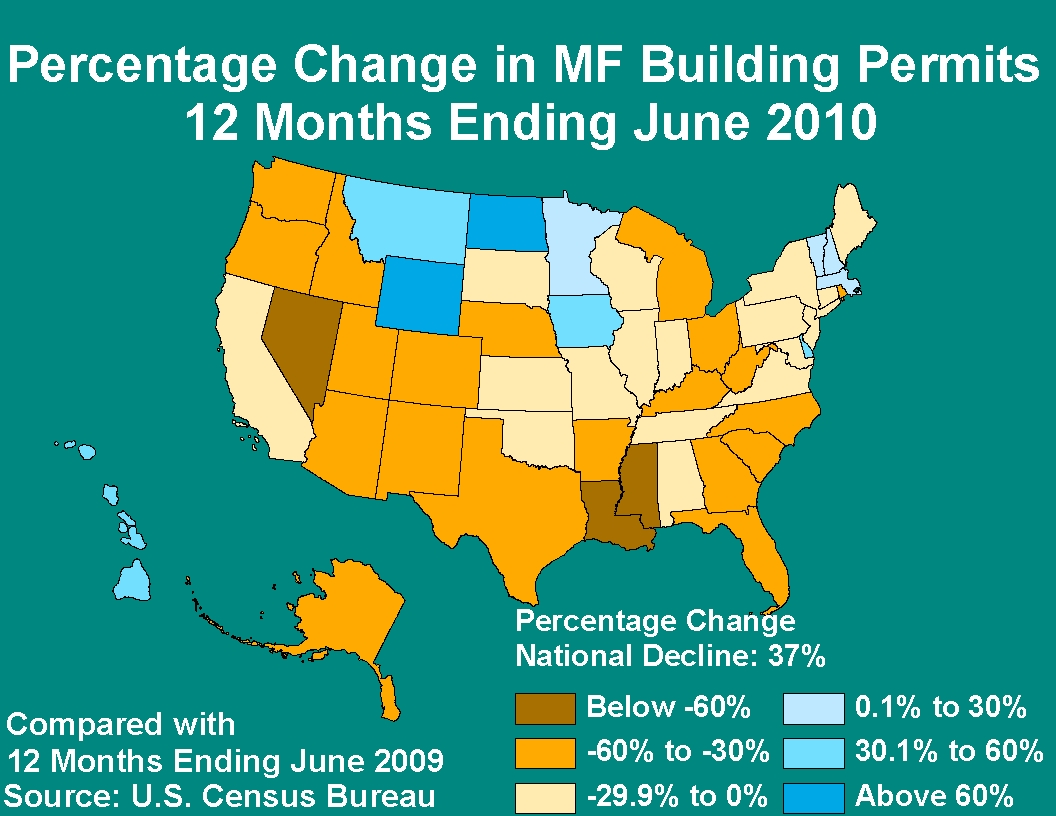 Percentage Change in MF Building Permits
12 Months Ending June 2010
Percentage Change
National Decline: 37%
Below -60%
-60% to -30%
-29.9% to 0%
0.1% to 30%
30.1% to 60%
Above 60%
Compared with
12 Months Ending June 2009
Source: U.S. Census Bureau